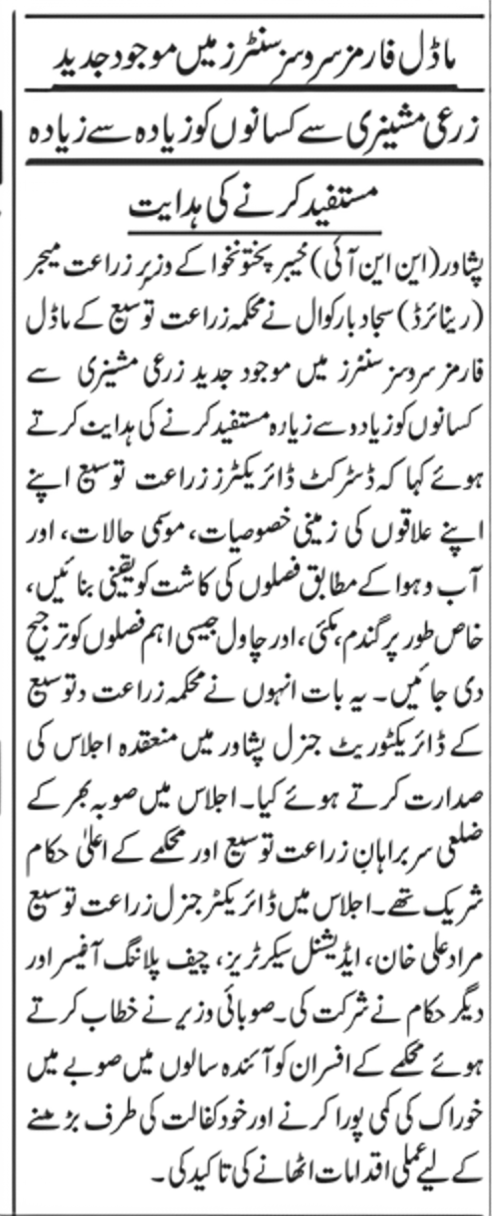 ماڈل فارمز سروسز سنٹرز میں موجود جدید
زرعی مشینری سے کسانوں کو زیادہ سے زیادہ
مستفید کرنے کی ہدایت
پشاور (این این آئی) خیبر پختونخوا کے وزیر زراعت میجر
(ریٹائرڈ) سجاد بارکوال نے محکمہ زراعت توسیع کے ماڈل
فارمز سروسز سنٹرز میں موجود جدید زرعی مشینری سے
کسانوں کو زیادہ سے زیادہ مستفید کرنے کی ہدایت کرتے
ہوئے کہا کہ ڈسٹرکٹ ڈائریکٹرز زراعت توسیع اپنے
اپنے علاقوں کی زمینی خصوصیات، موسمی حالات، اور
آب و ہوا کے مطابق فصلوں کی کاشت کو یقینی بنائیں،
خاص طور پر گندم، مکئی، اور چاول جیسی اہم فصلوں کو ترجیح
دی جائیں۔ یہ بات انہوں نے محکمہ زراعت دتوسیع
کے ڈائریکٹوریٹ جنرل پشاور میں منعقدہ اجلاس کی
صدارت کرتے ہوئے کیا۔ اجلاس میں صوبہ بھر کے
ضلعی سربراہان زراعت توسیع اور محکمے کے اعلیٰ حکام
شریک تھے۔ اجلاس میں ڈائریکٹر جنرل زراعت توسیع
مراد علی خان، ایڈیشنل سیکرٹریز، چیف پلاننگ آفیسر اور
دیگر حکام نے شرکت کی۔ صوبائی وزیر نے خطاب کرتے
ہوئے محکمے کے افسران کو آئندہ سالوں میں صوبے میں
خوراک کی کمی پورا کرنے اور خود کفالت کی طرف بڑھنے
کے لیے عملی اقدامات اٹھانے کی تاکید کی۔